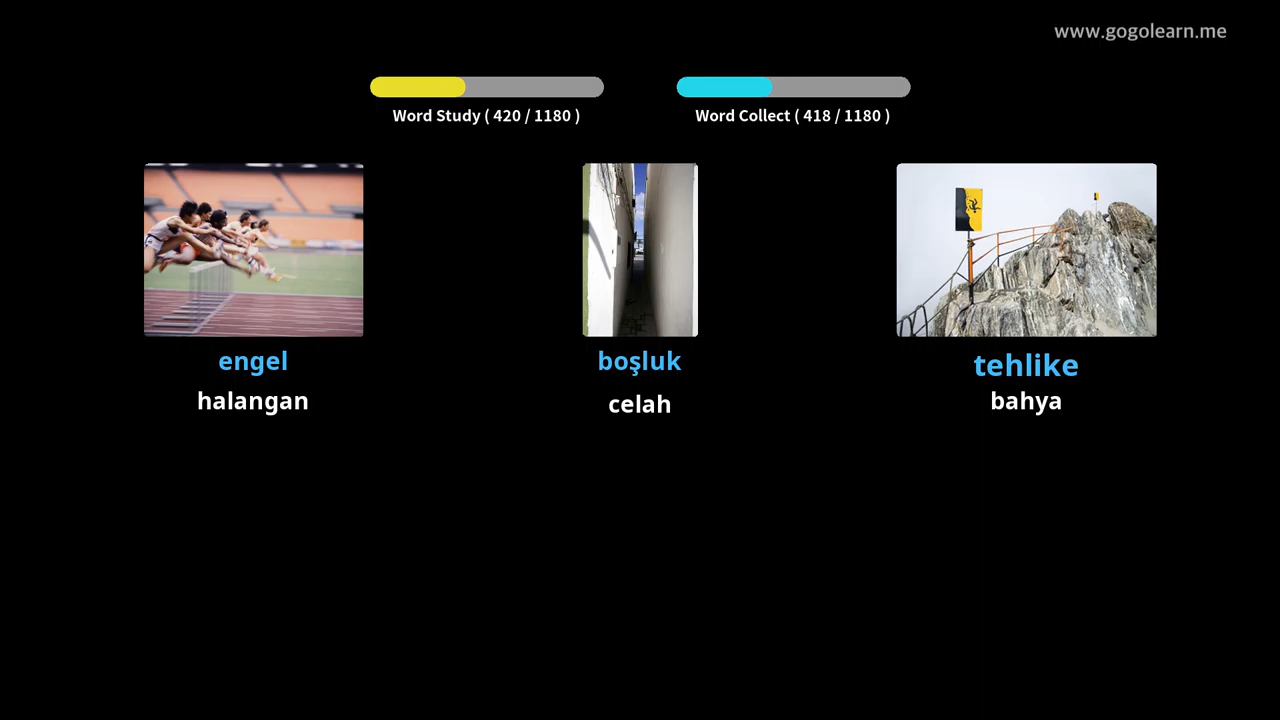 www.gogolearn.me
Word Study ( 420 / 1180 )
Word Collect ( 418 / 1180 )
engel
halangan
boşluk
celah
tehlike
bahya